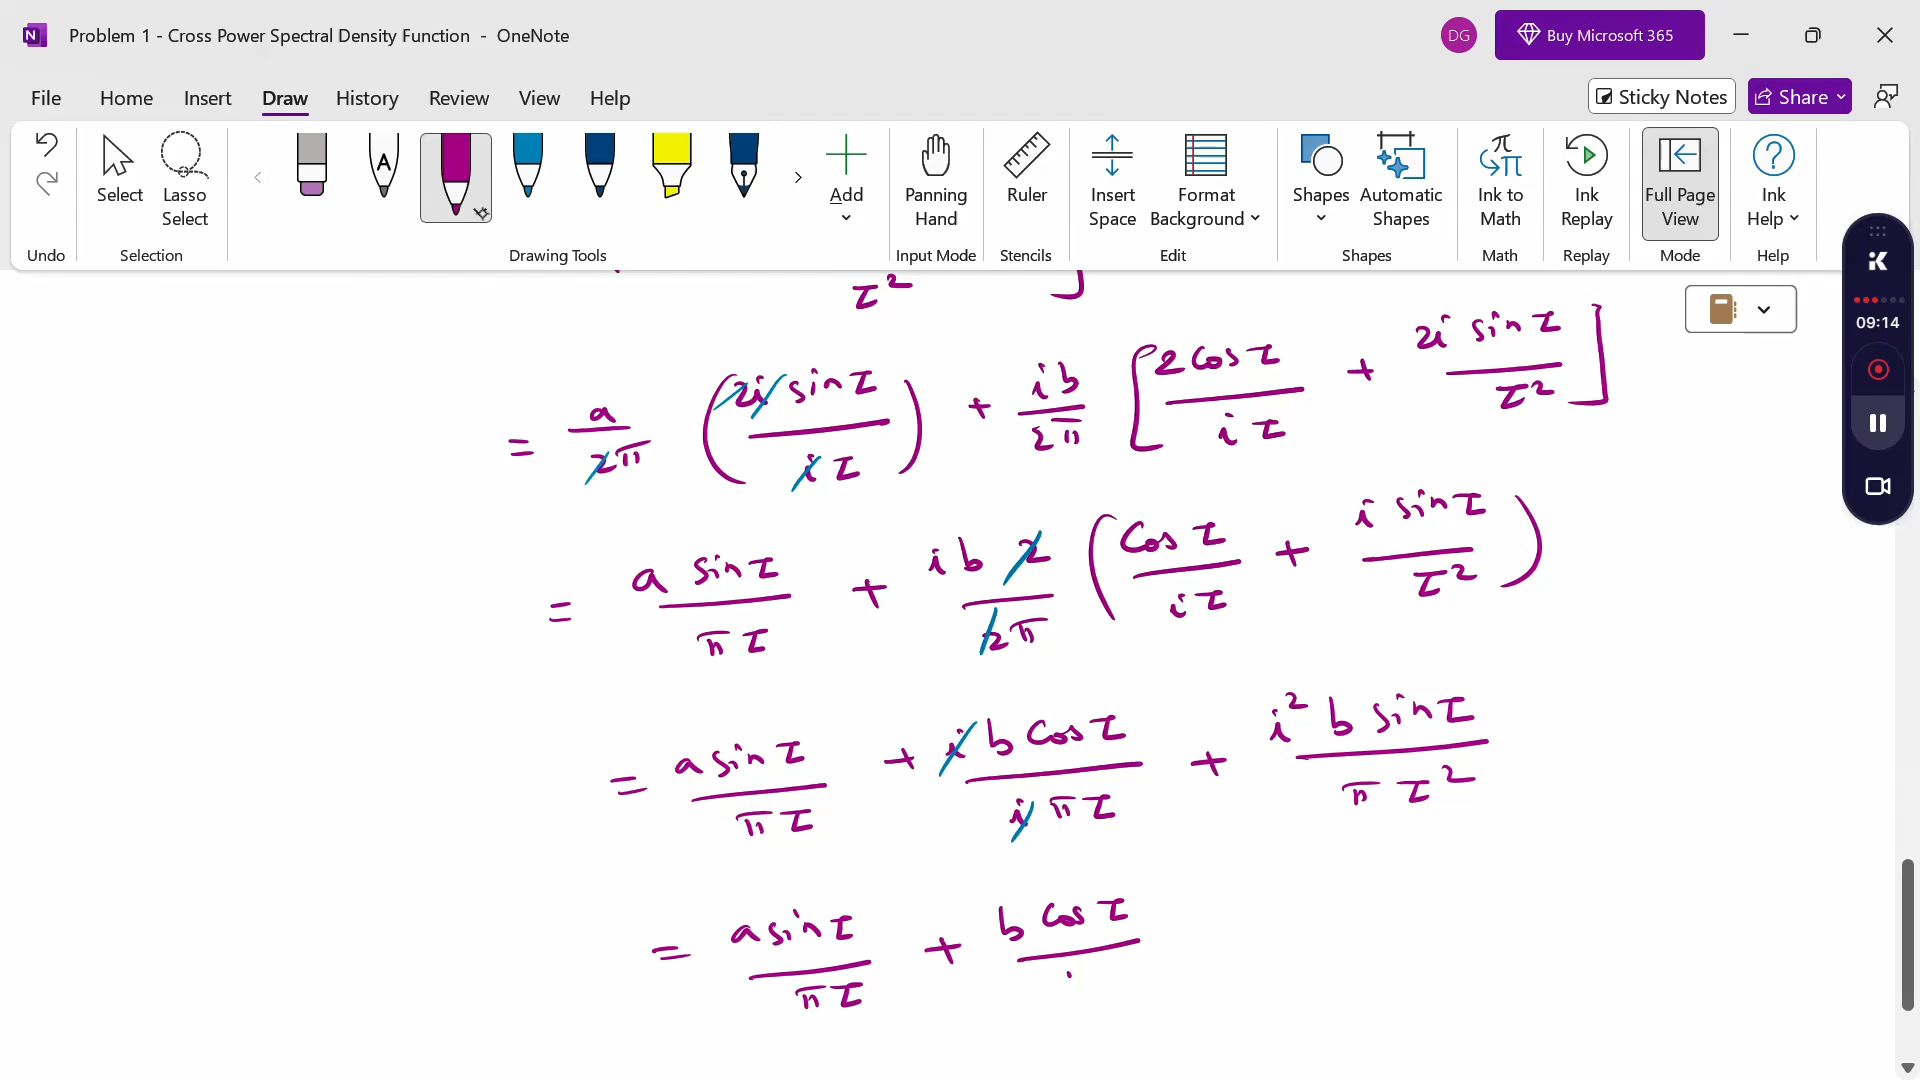 Problem 1 - Cross Power Spectral Density Function - OneNote
DG
Buy Microsoft 365
File Home Insert Draw History Review View Help
Sticky Notes
Share
Select
Lasso Select
A
Add
Panning Hand
Ruler
Insert Space
Format Background
Shapes
Automatic Shapes
Ink to Math
Ink Replay
Full Page View
Ink Help
Undo Selection Drawing Tools Input Mode Stencils Edit Shapes Math Replay Mode Help
09:14
τ² ]
= a/2π (2i sin τ / iτ) + ib/2π [2 cos τ / iτ + 2i sin τ / τ²]
= a sin τ / πτ + ib2/2π (cos τ / iτ + i sin τ / τ²)
= a sin τ / πτ + i b cos τ / iπτ + i² b sin τ / πτ²
= a sin τ / πτ + b cos τ /